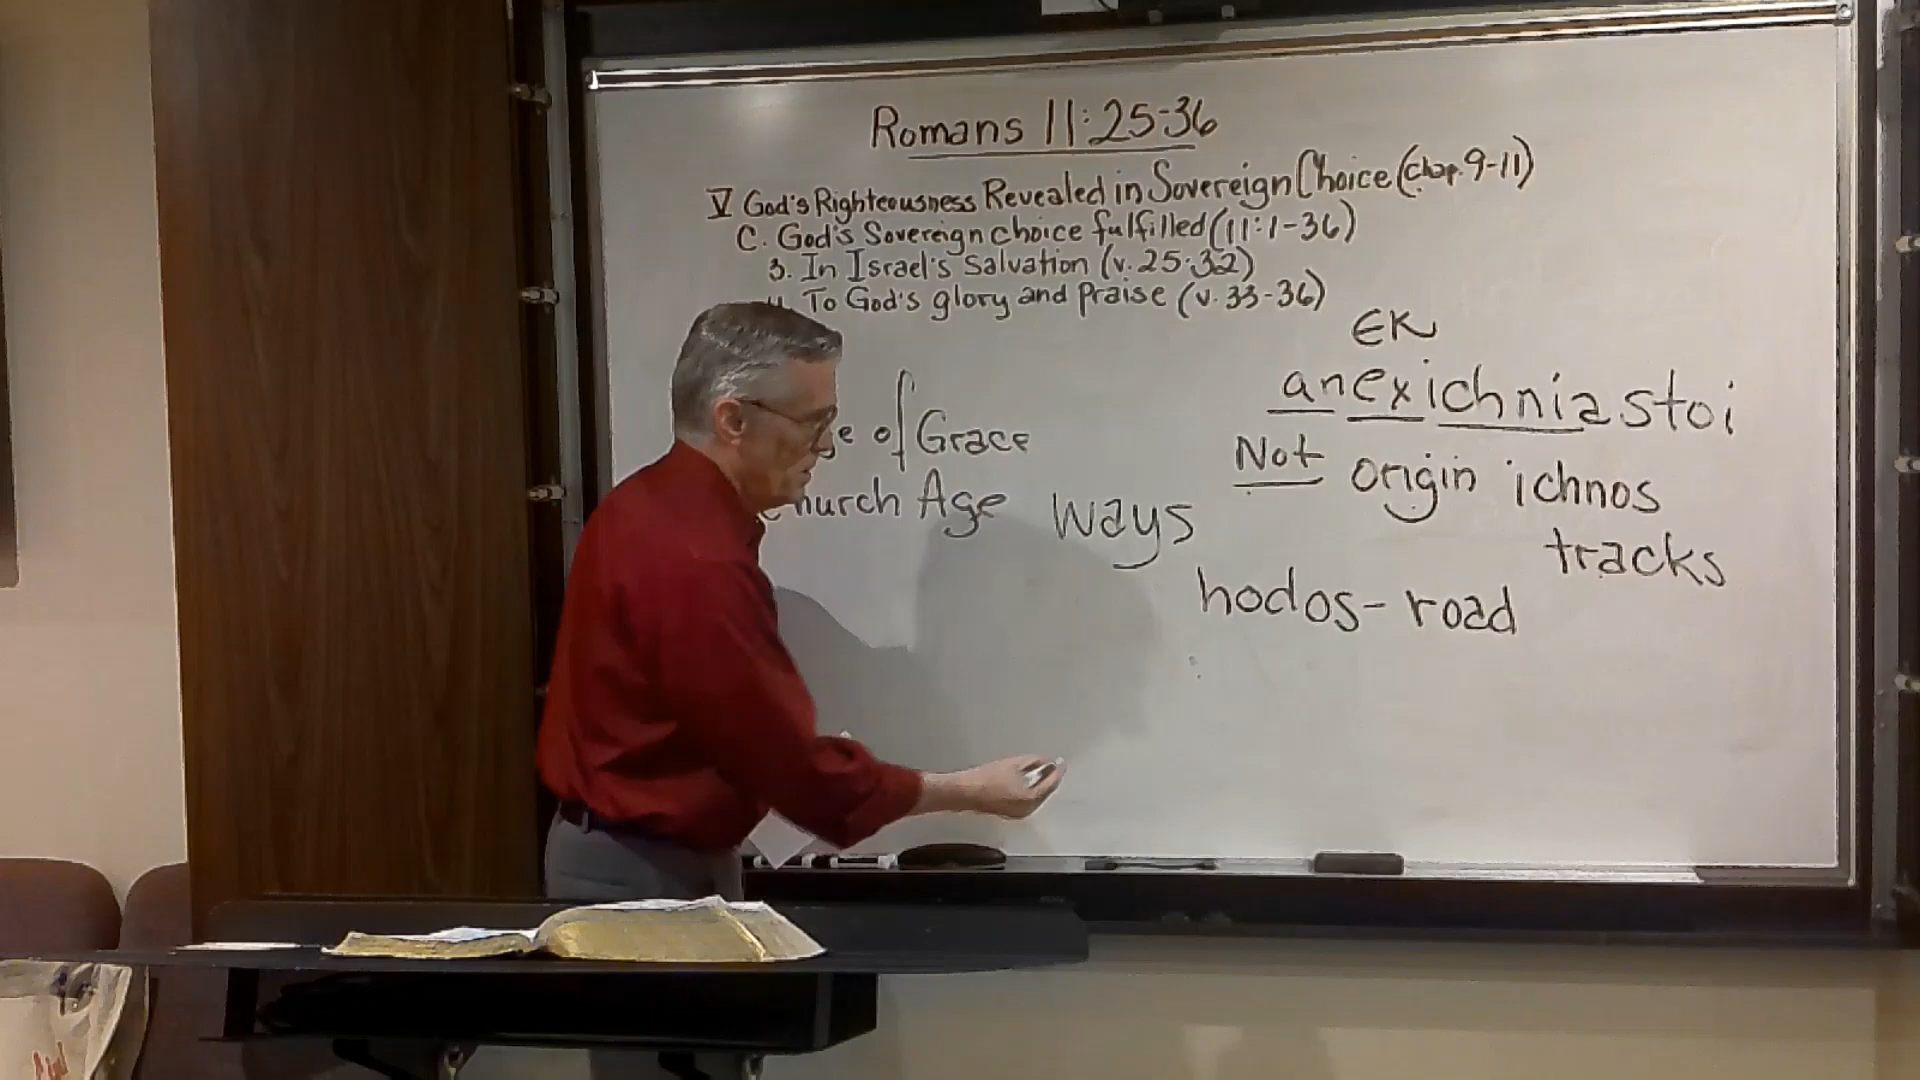 Romans 11:25-36
V God's Righteousness Revealed in Sovereign Choice (chap. 9-11)
C. God's Sovereign choice fulfilled (11:1-36)
3. In Israel's Salvation (v. 25-32)
To God's glory and Praise (v. 33-36)
of Grace
Age
ways
EK
anexichniastoi
Not origin ichnos
tracks
hodos- road